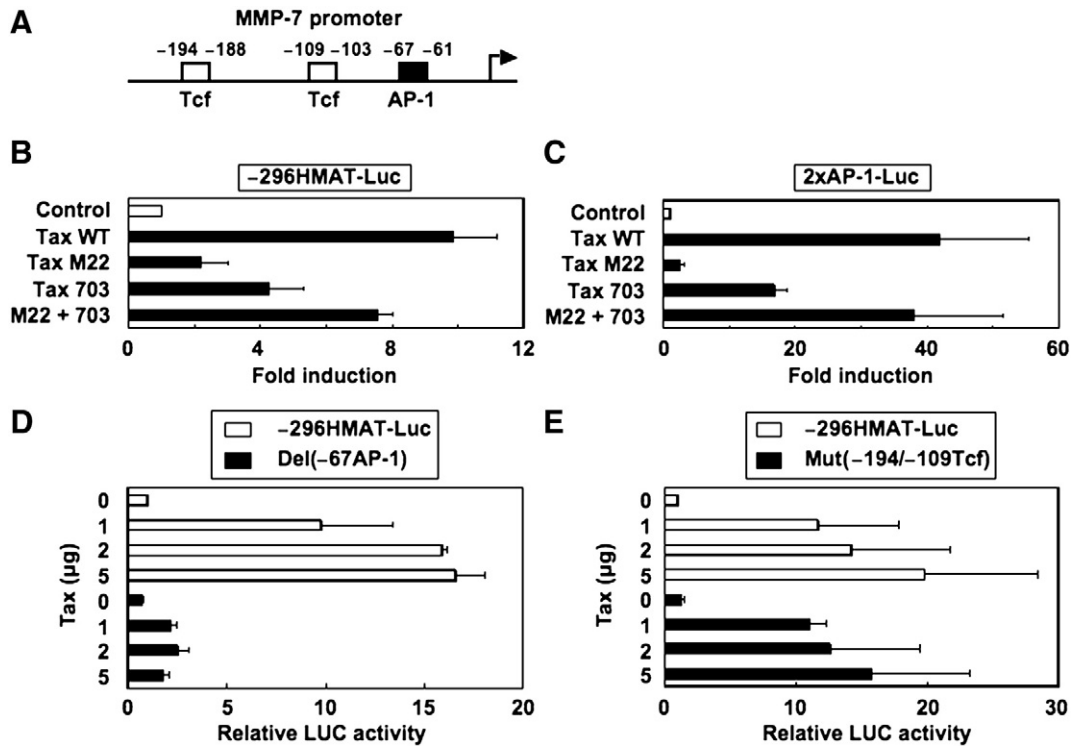 A
MMP-7 promoter
−194 −188 −109 −103 −67 −61
Tcf Tcf AP-1
B
−296HMAT-Luc
Control
Tax WT
Tax M22
Tax 703
M22 + 703
0 4 8 12
Fold induction
C
2xAP-1-Luc
Control
Tax WT
Tax M22
Tax 703
M22 + 703
0 20 40 60
Fold induction
D
−296HMAT-Luc
Del(−67AP-1)
Tax (µg)
0
1
2
5
0
1
2
5
0 5 10 15 20
Relative LUC activity
E
−296HMAT-Luc
Mut(−194/−109Tcf)
Tax (µg)
0
1
2
5
0
1
2
5
0 10 20 30
Relative LUC activity